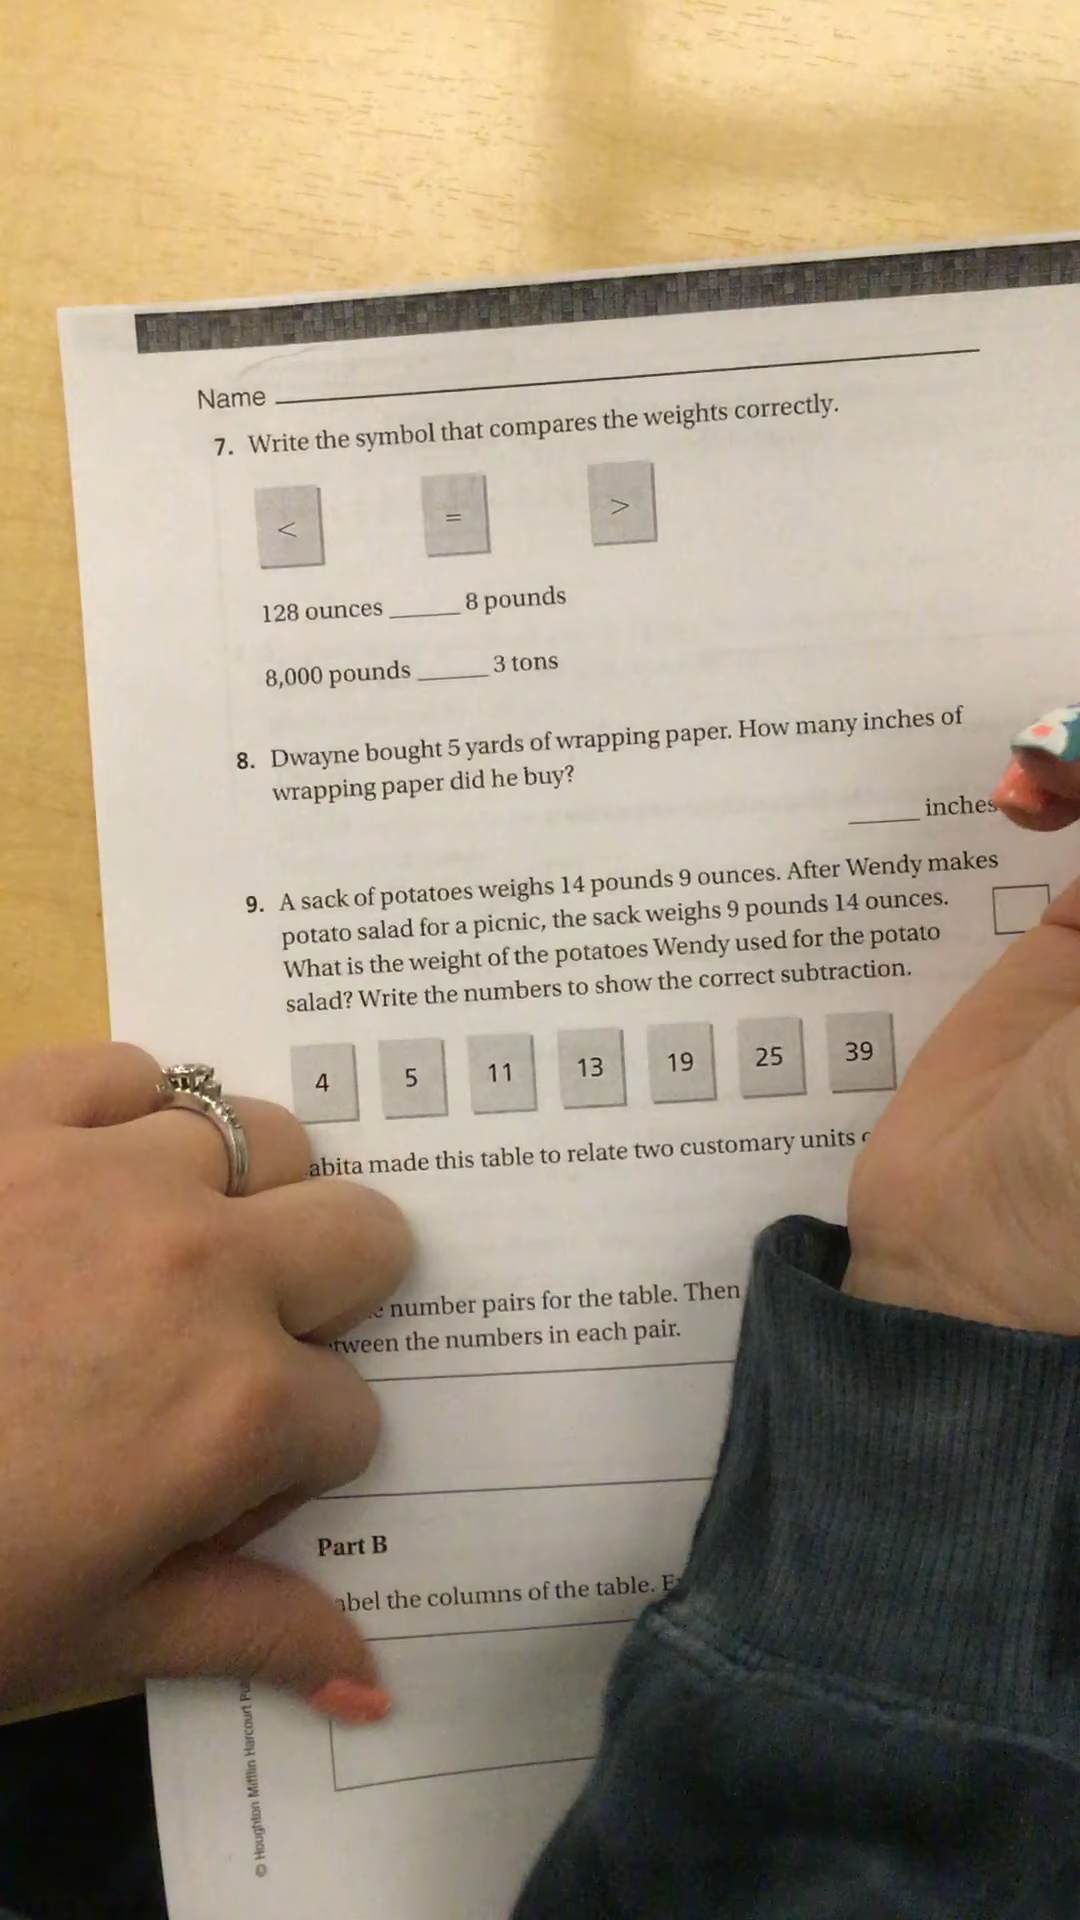 Name
7. Write the symbol that compares the weights correctly.
< = >
128 ounces ______ 8 pounds
8,000 pounds ______ 3 tons
8. Dwayne bought 5 yards of wrapping paper. How many inches of
wrapping paper did he buy?
______ inches
9. A sack of potatoes weighs 14 pounds 9 ounces. After Wendy makes
potato salad for a picnic, the sack weighs 9 pounds 14 ounces.
What is the weight of the potatoes Wendy used for the potato
salad? Write the numbers to show the correct subtraction.
4 5 11 13 19 25 39
made this table to relate two customary units
number pairs for the table. Then
the numbers in each pair.
Part B
the columns of the table.
© Houghton Mifflin Harcourt